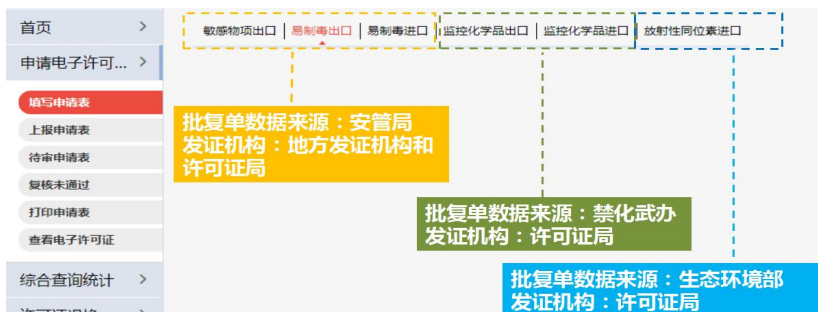 首页 >
敏感物项出口 | 易制毒出口 | 易制毒进口 | 监控化学品出口 | 监控化学品进口 | 放射性同位素进口
申请电子许可... >
填写申请表
上报申请表
待审申请表
复核未通过
打印申请表
查看电子许可证
综合查询统计 >
批复单数据来源：安管局
发证机构：地方发证机构和
许可证局
批复单数据来源：禁化武办
发证机构：许可证局
批复单数据来源：生态环境部
发证机构：许可证局